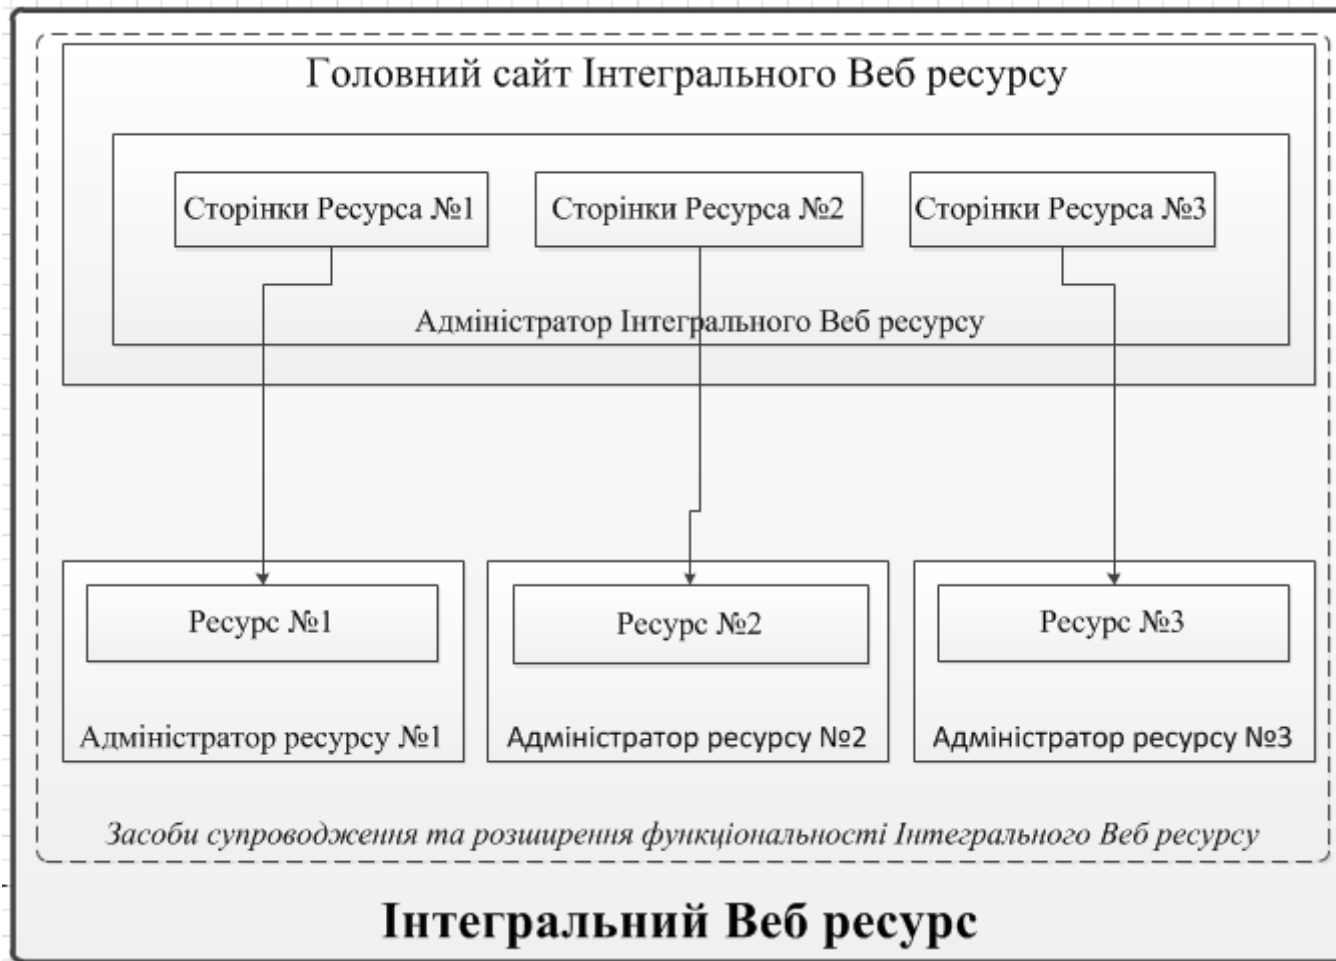 Головний сайт Інтегрального Веб ресурсу
Сторінки Ресурса №1
Сторінки Ресурса №2
Сторінки Ресурса №3
Адміністратор Інтегрального Веб ресурсу
Ресурс №1
Ресурс №2
Ресурс №3
Адміністратор ресурсу №1
Адміністратор ресурсу №2
Адміністратор ресурсу №3
Засоби супроводження та розширення функціональності Інтегрального Веб ресурсу
Інтегральний Веб ресурс